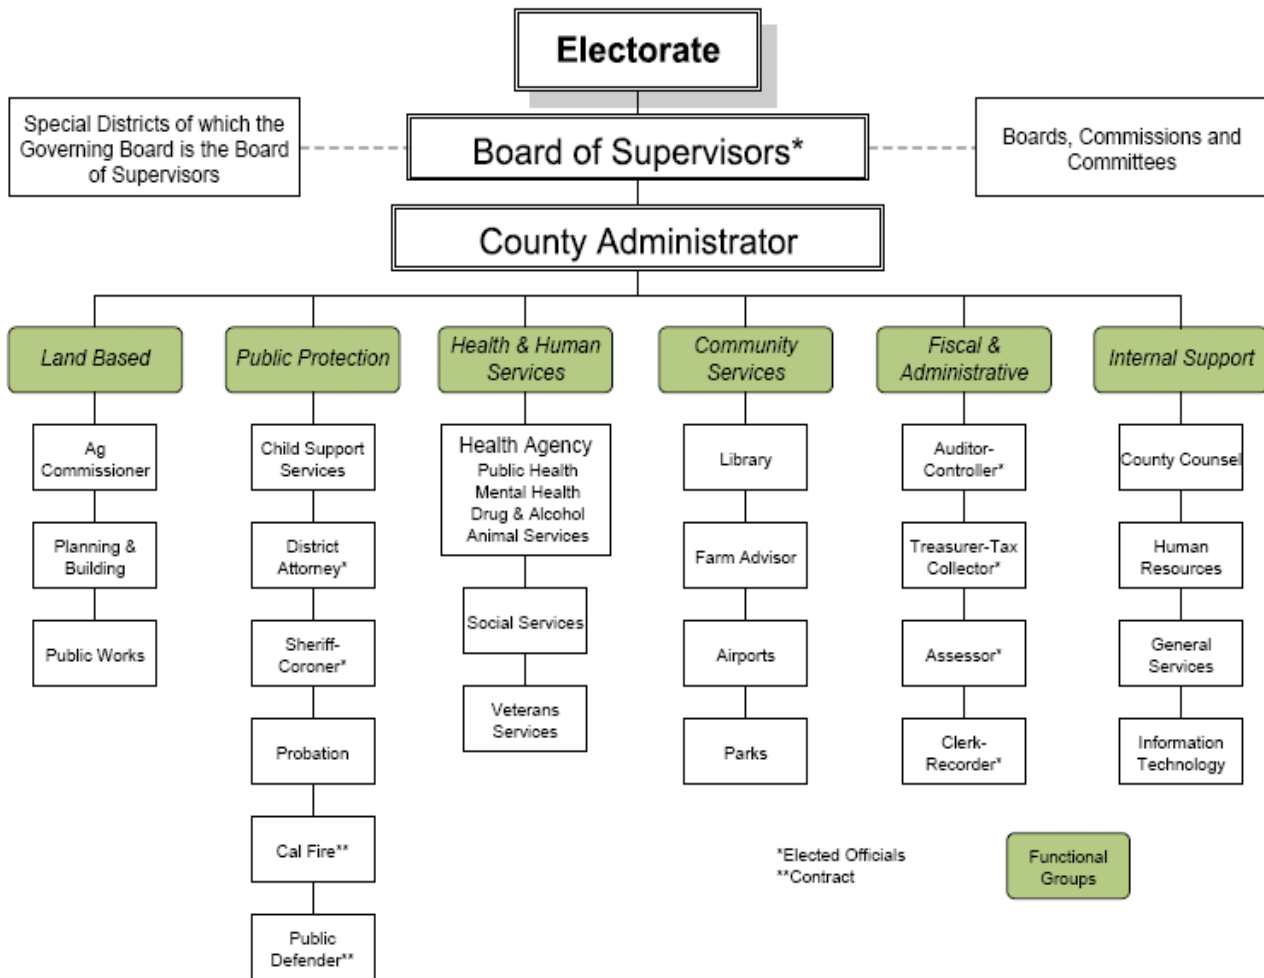 Electorate
Special Districts of which the
Governing Board is the Board
of Supervisors
Board of Supervisors*
Boards, Commissions and
Committees
County Administrator
Land Based
Public Protection
Health & Human
Services
Community
Services
Fiscal &
Administrative
Internal Support
Ag
Commissioner
Planning &
Building
Public Works
Child Support
Services
District
Attorney*
Sheriff-
Coroner*
Probation
Cal Fire**
Public
Defender**
Health Agency
Public Health
Mental Health
Drug & Alcohol
Animal Services
Social Services
Veterans
Services
Library
Farm Advisor
Airports
Parks
Auditor-
Controller*
Treasurer-Tax
Collector*
Assessor*
Clerk-
Recorder*
County Counsel
Human
Resources
General
Services
Information
Technology
*Elected Officials
**Contract
Functional
Groups